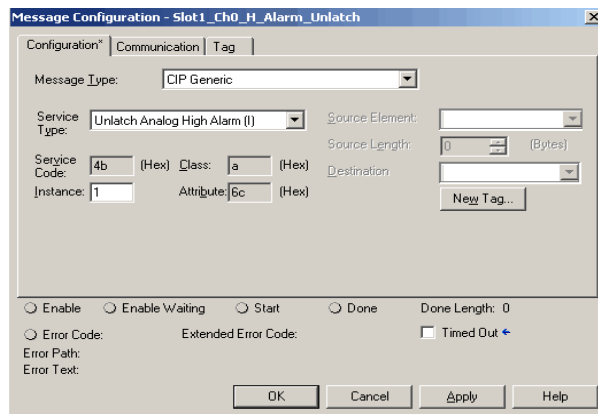 Message Configuration - Slot1_Ch0_H_Alarm_Unlatch
Configuration* Communication Tag
Message Type: CIP Generic
Service Type: Unlatch Analog High Alarm (I) Source Element:
Source Length: 0 (Bytes)
Service Code: 4b (Hex) Class: a (Hex) Destination
Instance: 1 Attribute: 6c (Hex) New Tag...
Enable Enable Waiting Start Done Done Length: 0
Error Code: Extended Error Code: Timed Out ←
Error Path:
Error Text:
OK Cancel Apply Help